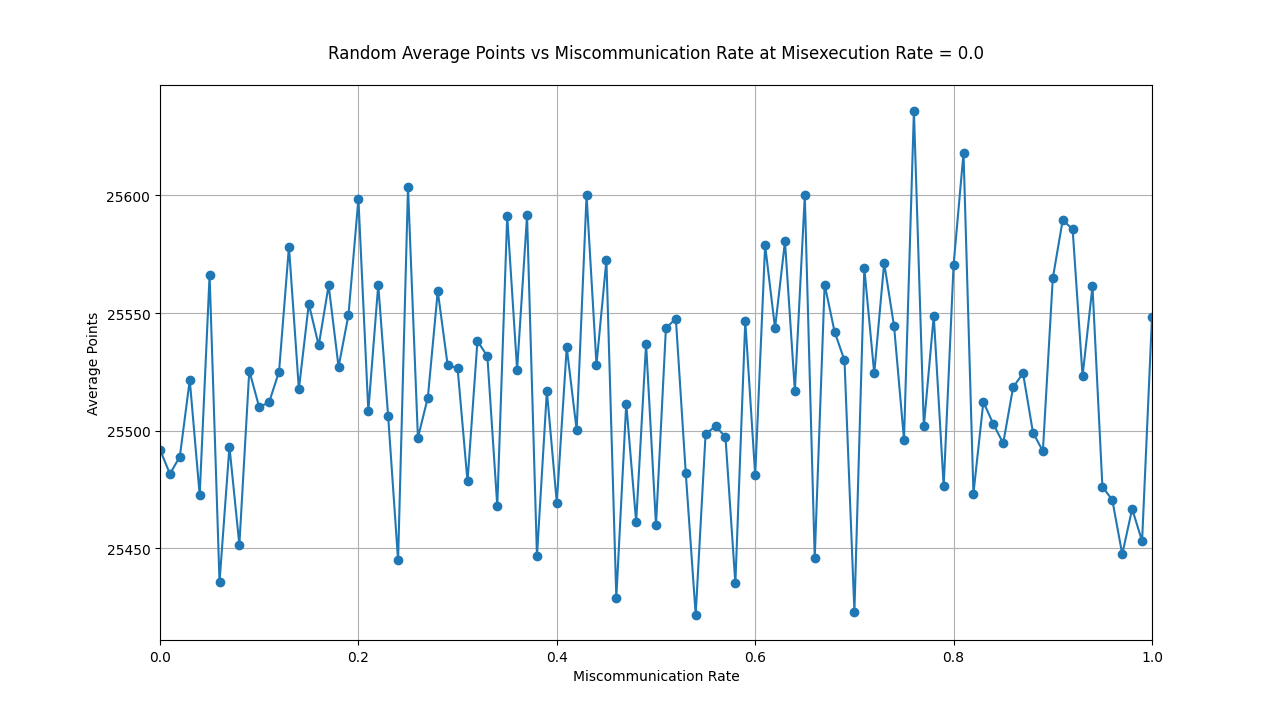 Random Average Points vs Miscommunication Rate at Misexecution Rate = 0.0
Average Points
25600
25550
25500
25450
0.0 0.2 0.4 0.6 0.8 1.0
Miscommunication Rate